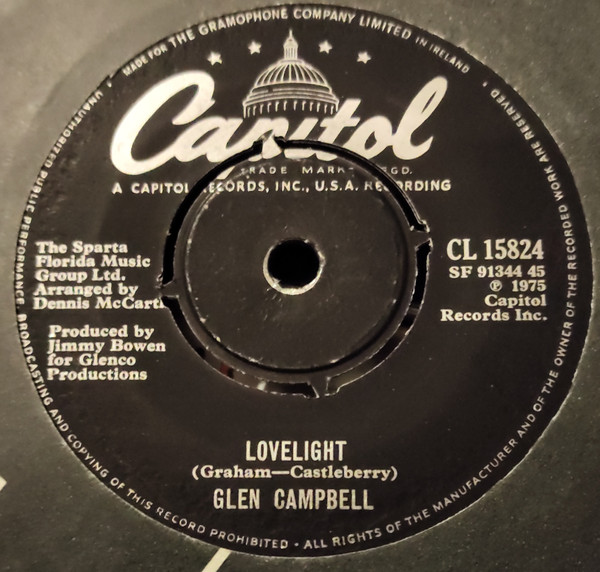 MADE FOR THE GRAMOPHONE COMPANY LIMITED IN IRELAND
Capitol
TRADE MARK RGD.
A CAPITOL RECORDS, INC., U.S.A. RECORDING
The Sparta
Florida Music
Group Ltd.
Arranged by
Dennis McCart
Produced by
Jimmy Bowen
for Glenco
Productions
CL 15824
SF 91344 45
℗ 1975
Capitol
Records Inc.
LOVELIGHT
(Graham—Castleberry)
GLEN CAMPBELL
UNAUTHORISED PUBLIC PERFORMANCE, BROADCASTING AND COPYING OF THIS RECORD PROHIBITED · ALL RIGHTS OF THE MANUFACTURER AND OF THE OWNER OF THE RECORDED WORK ARE RESERVED ·